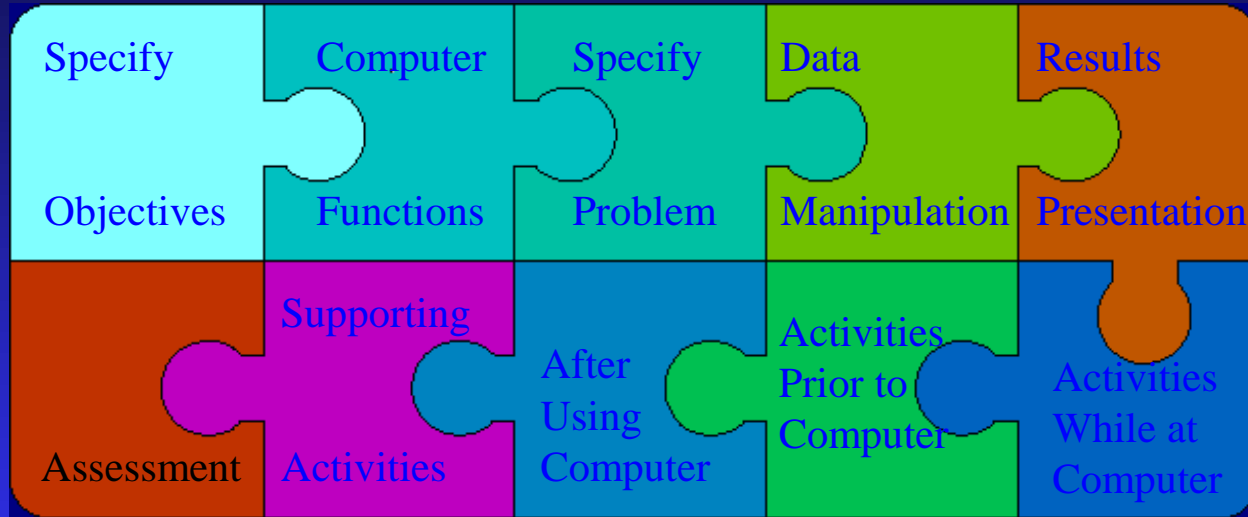 Specify
Objectives
Computer
Functions
Specify
Problem
Data
Manipulation
Results
Presentation
Assessment
Supporting
Activities
After
Using
Computer
Activities
Prior to
Computer
Activities
While at
Computer